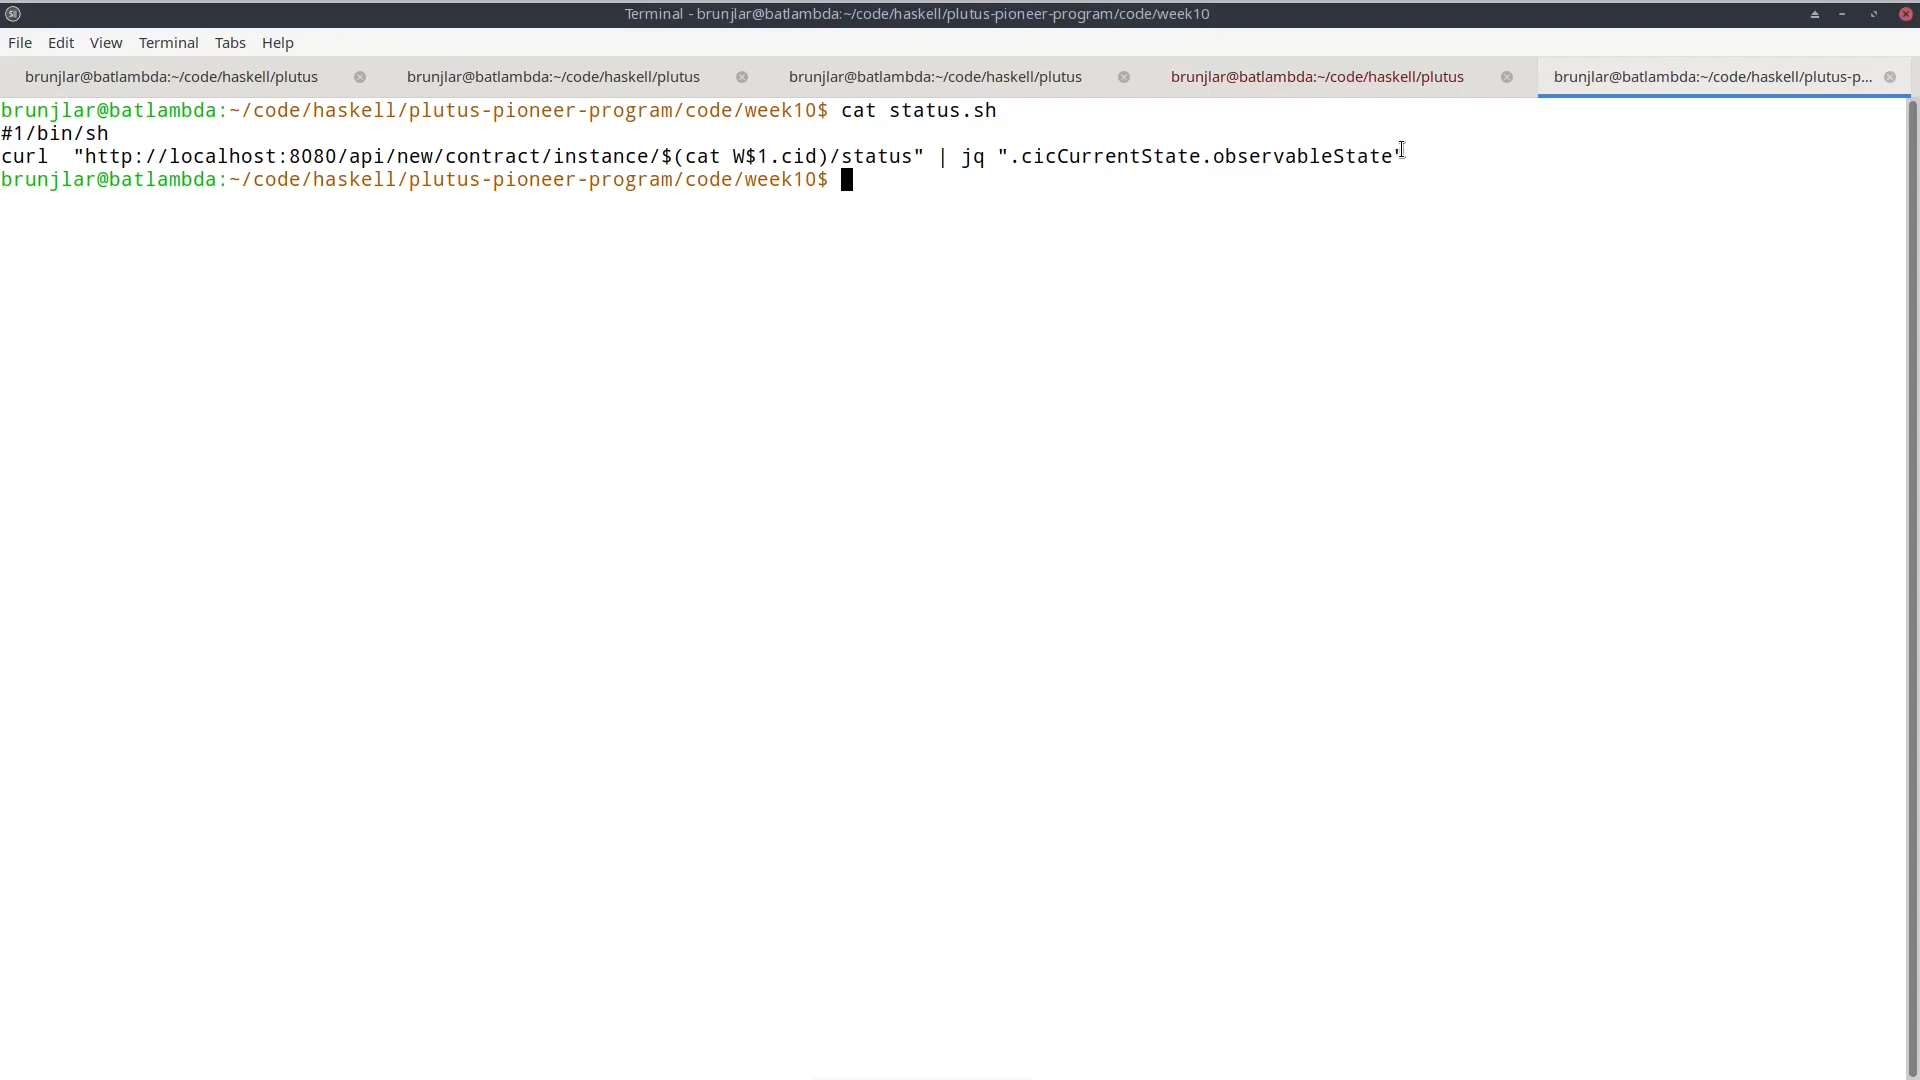 Terminal - brunjlar@batlambda:~/code/haskell/plutus-pioneer-program/code/week10
File Edit View Terminal Tabs Help
brunjlar@batlambda:~/code/haskell/plutus brunjlar@batlambda:~/code/haskell/plutus brunjlar@batlambda:~/code/haskell/plutus brunjlar@batlambda:~/code/haskell/plutus brunjlar@batlambda:~/code/haskell/plutus-p...
brunjlar@batlambda:~/code/haskell/plutus-pioneer-program/code/week10$ cat status.sh
#1/bin/sh
curl  "http://localhost:8080/api/new/contract/instance/$(cat W$1.cid)/status" | jq ".cicCurrentState.observableState"
brunjlar@batlambda:~/code/haskell/plutus-pioneer-program/code/week10$